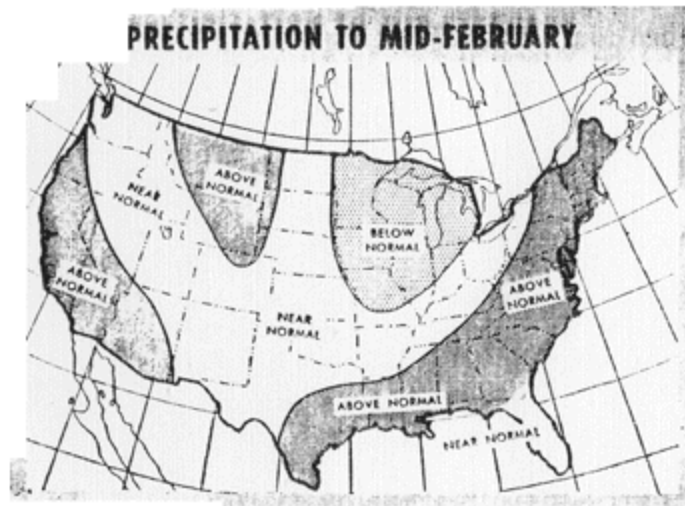 PRECIPITATION TO MID-FEBRUARY
ABOVE
NORMAL
NEAR
NORMAL
BELOW
NORMAL
ABOVE
NORMAL
ABOVE
NORMAL
NEAR
NORMAL
ABOVE NORMAL
NEAR NORMAL